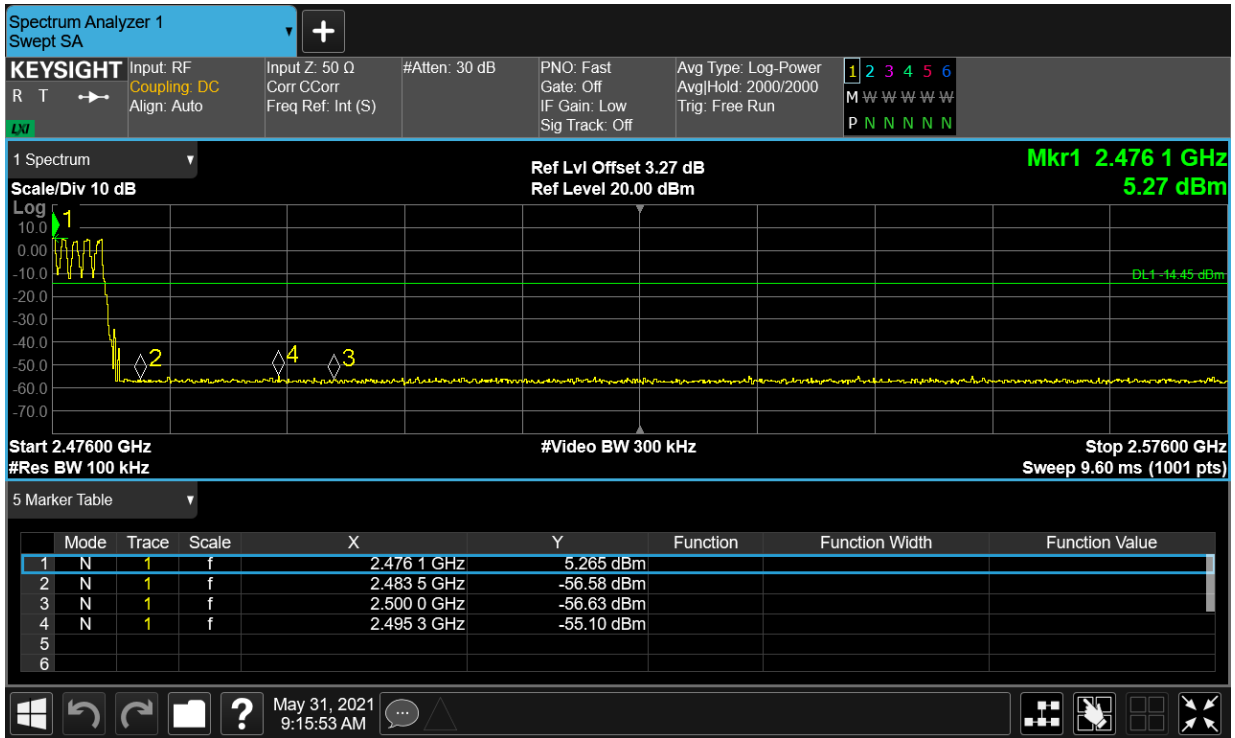 Spectrum Analyzer 1
Swept SA
KEYSIGHT
R T
LXI
Input: RF
Coupling: DC
Align: Auto
Input Z: 50 Ω
Corr CCorr
Freq Ref: Int (S)
#Atten: 30 dB
PNO: Fast
Gate: Off
IF Gain: Low
Sig Track: Off
Avg Type: Log-Power
Avg|Hold: 2000/2000
Trig: Free Run
1 2 3 4 5 6
M W W W W W
P N N N N N
1 Spectrum
Scale/Div 10 dB
Ref Lvl Offset 3.27 dB
Ref Level 20.00 dBm
Mkr1 2.476 1 GHz
5.27 dBm
Log
10.0
0.00
-10.0
-20.0
-30.0
-40.0
-50.0
-60.0
-70.0
1
DL1 -14.45 dBm
2
4
3
Start 2.47600 GHz
#Res BW 100 kHz
#Video BW 300 kHz
Stop 2.57600 GHz
Sweep 9.60 ms (1001 pts)
5 Marker Table
Mode Trace Scale X Y Function Function Width Function Value
1 N 1 f 2.476 1 GHz 5.265 dBm
2 N 1 f 2.483 5 GHz -56.58 dBm
3 N 1 f 2.500 0 GHz -56.63 dBm
4 N 1 f 2.495 3 GHz -55.10 dBm
5
6
?
May 31, 2021
9:15:53 AM